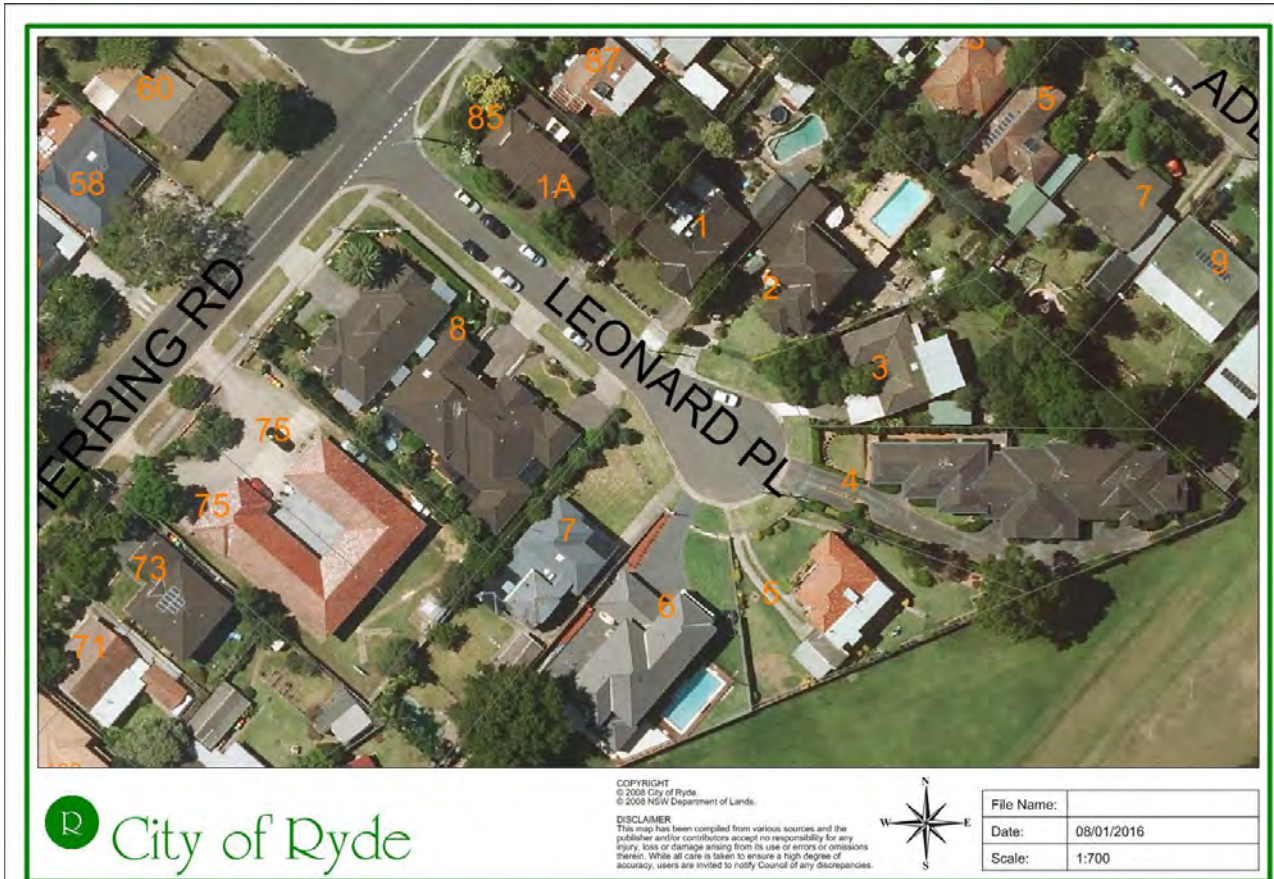 60
87
5
ADL
85
58
1A
1
7
2
9
HERRING RD
LEONARD PL
8
3
75
4
75
7
73
5
6
71
R City of Ryde
COPYRIGHT
© 2008 City of Ryde.
© 2008 NSW Department of Lands.
DISCLAIMER
This map has been compiled from various sources and the
publisher and/or contributors accept no responsibility for any
injury, loss or damage arising from its use or errors or omissions
therein. While all care is taken to ensure a high degree of
accuracy, users are invited to notify Council of any discrepancies.
N
W E
S
File Name:
Date: 08/01/2016
Scale: 1:700